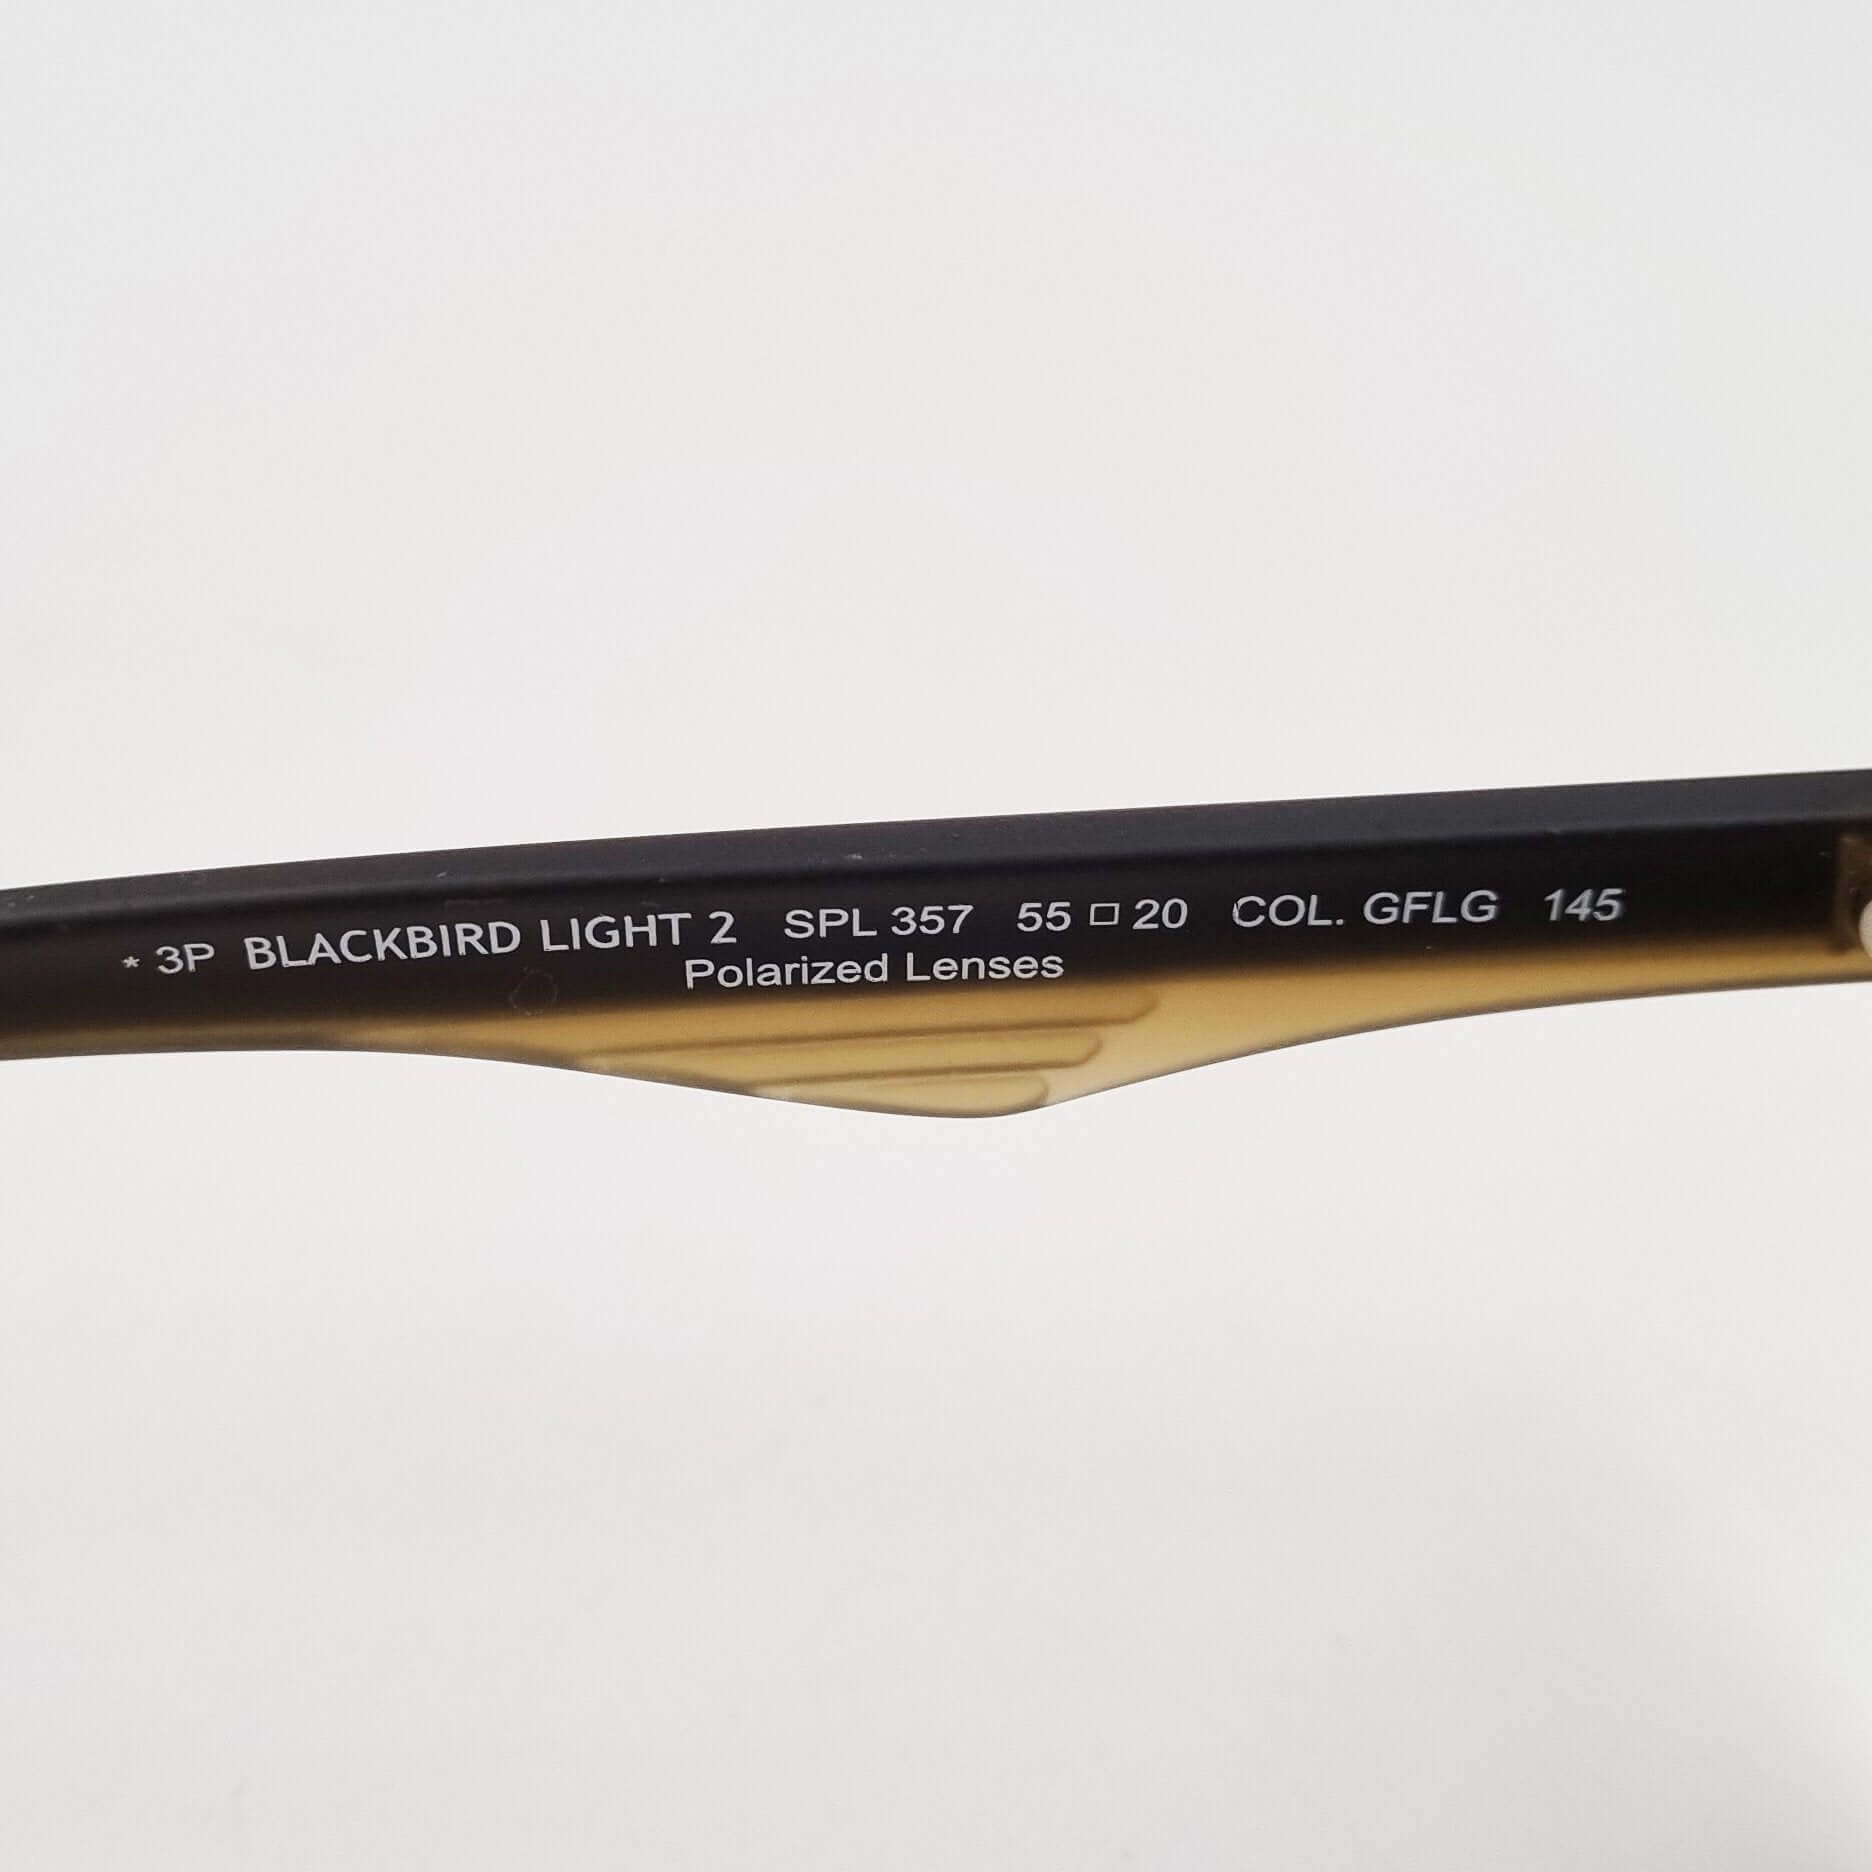 * 3P BLACKBIRD LIGHT 2 SPL 357 55 □ 20 COL. GFLG 145
Polarized Lenses